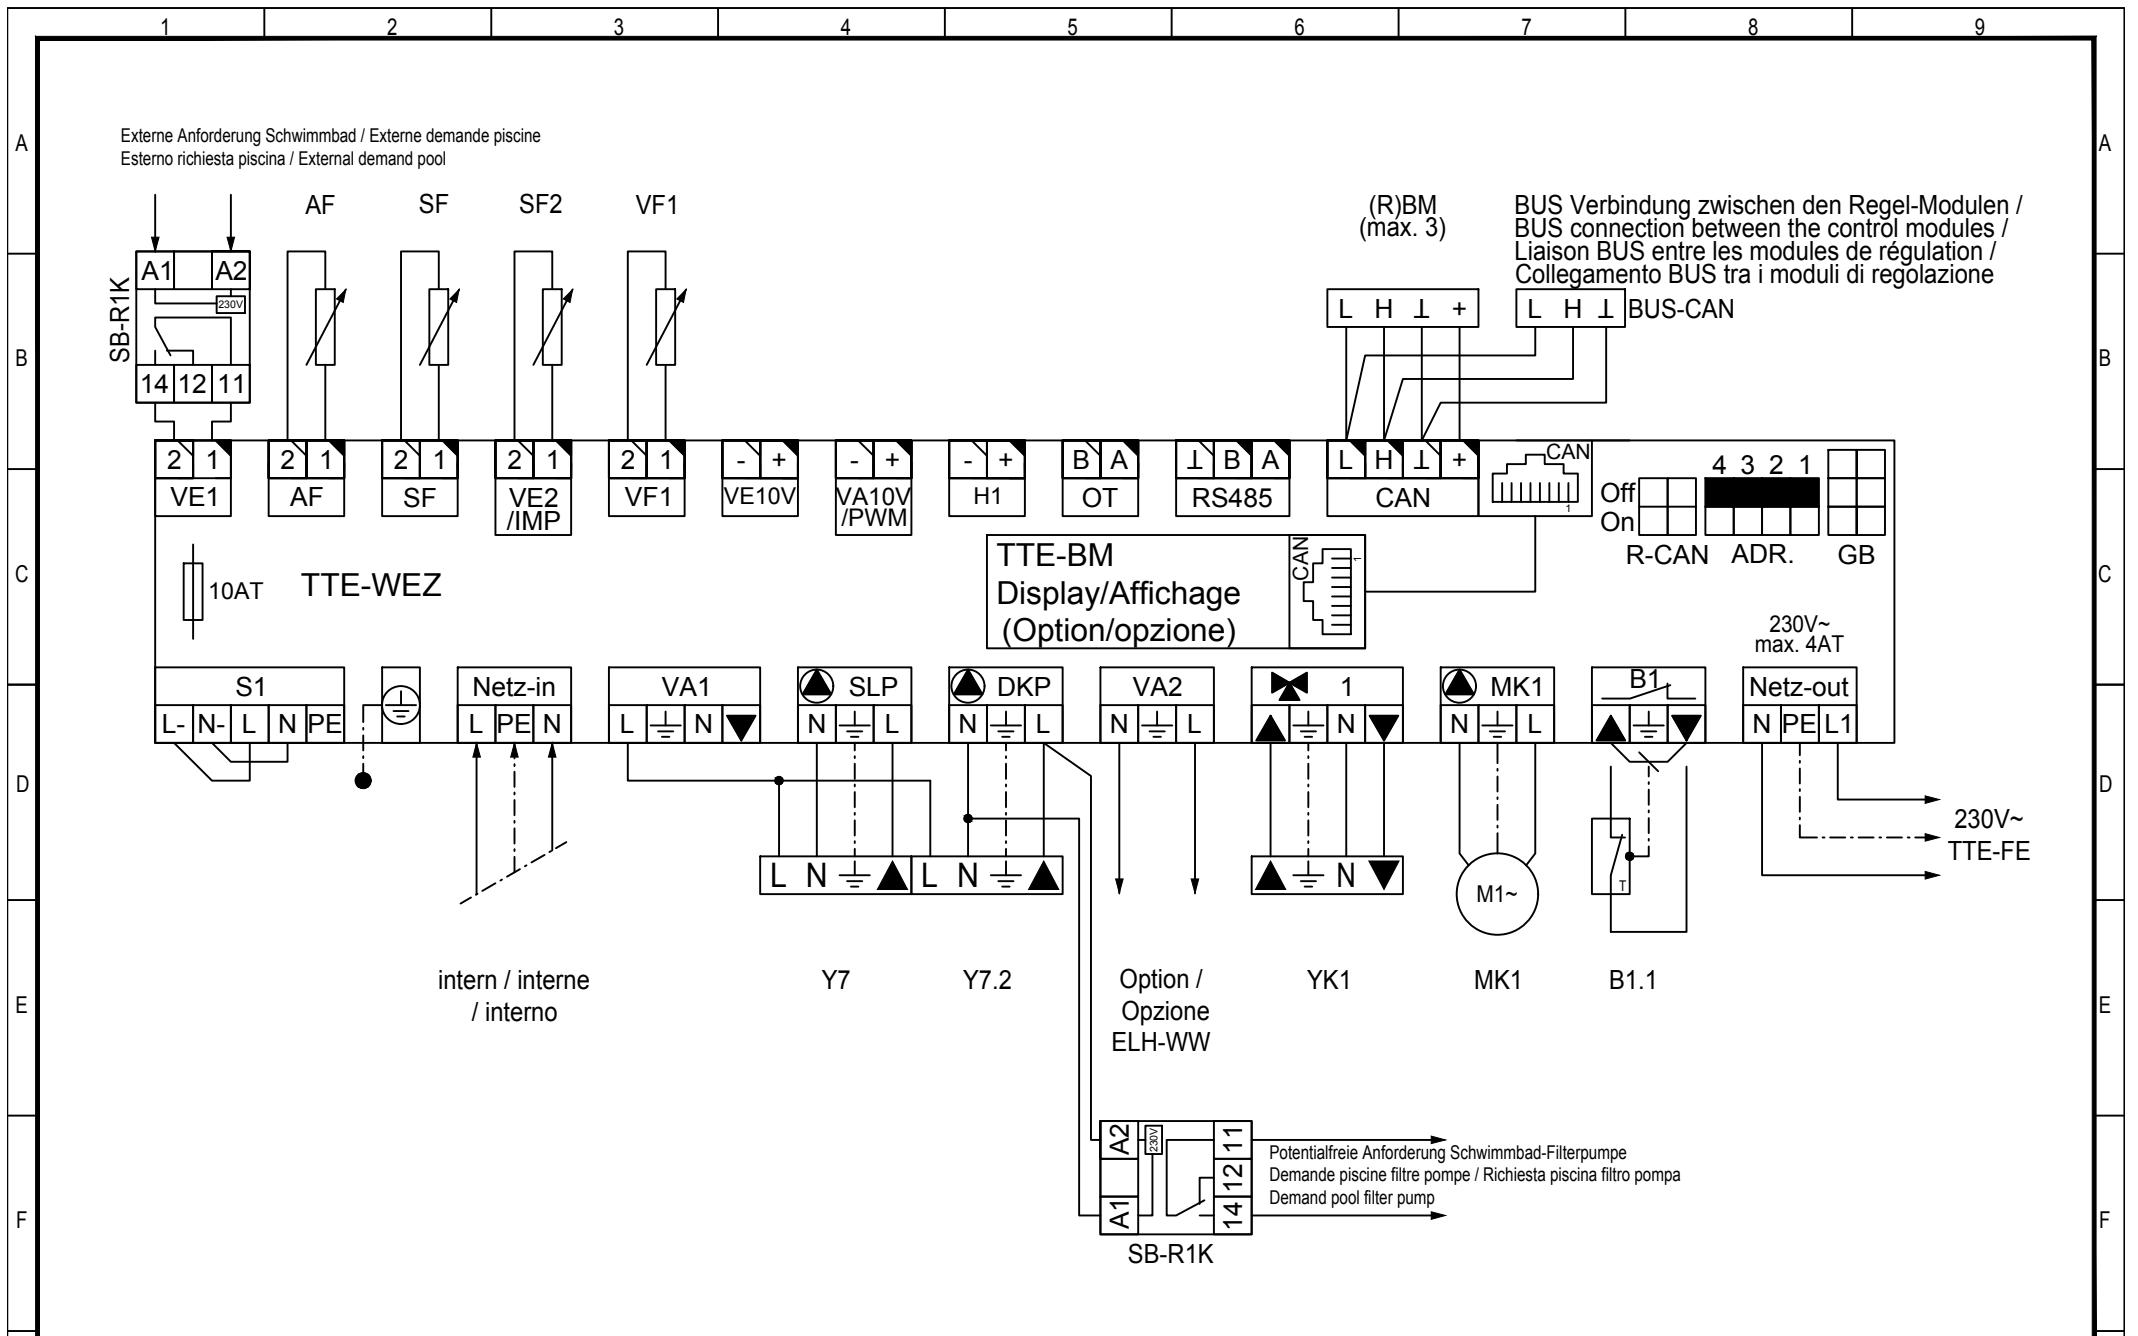 1 2 3 4 5 6 7 8 9
A A
Externe Anforderung Schwimmbad / Externe demande piscine
Esterno richiesta piscina / External demand pool
AF SF SF2 VF1
(R)BM
(max. 3)
BUS Verbindung zwischen den Regel-Modulen /
BUS connection between the control modules /
Liaison BUS entre les modules de régulation /
Collegamento BUS tra i moduli di regolazione
A1 A2
230V
SB-R1K
14 12 11
L H ⊥ +
L H ⊥ BUS-CAN
B B
2 1 2 1 2 1 2 1 2 1 - + - + - + B A ⊥ B A L H ⊥ +
VE1 AF SF VE2 VF1 VE10V VA10V H1 OT RS485 CAN
/IMP /PWM
CAN
1
4 3 2 1
Off
On
R-CAN ADR. GB
C C
10AT TTE-WEZ
TTE-BM
Display/Affichage
(Option/opzione)
CAN
1
230V~
max. 4AT
S1 Netz-in VA1 SLP DKP VA2 1 MK1 B1 Netz-out
L- N- L N PE L PE N L N N L N L N L N N L N PE L1
D D
L N L N N
M1~
T
230V~
TTE-FE
intern / interne
/ interno
Y7 Y7.2
Option /
Opzione
ELH-WW
YK1 MK1 B1.1
E E
A2 230V 11
12
A1 14
Potentialfreie Anforderung Schwimmbad-Filterpumpe
Demande piscine filtre pompe / Richiesta piscina filtro pompa
Demand pool filter pump
SB-R1K
F F